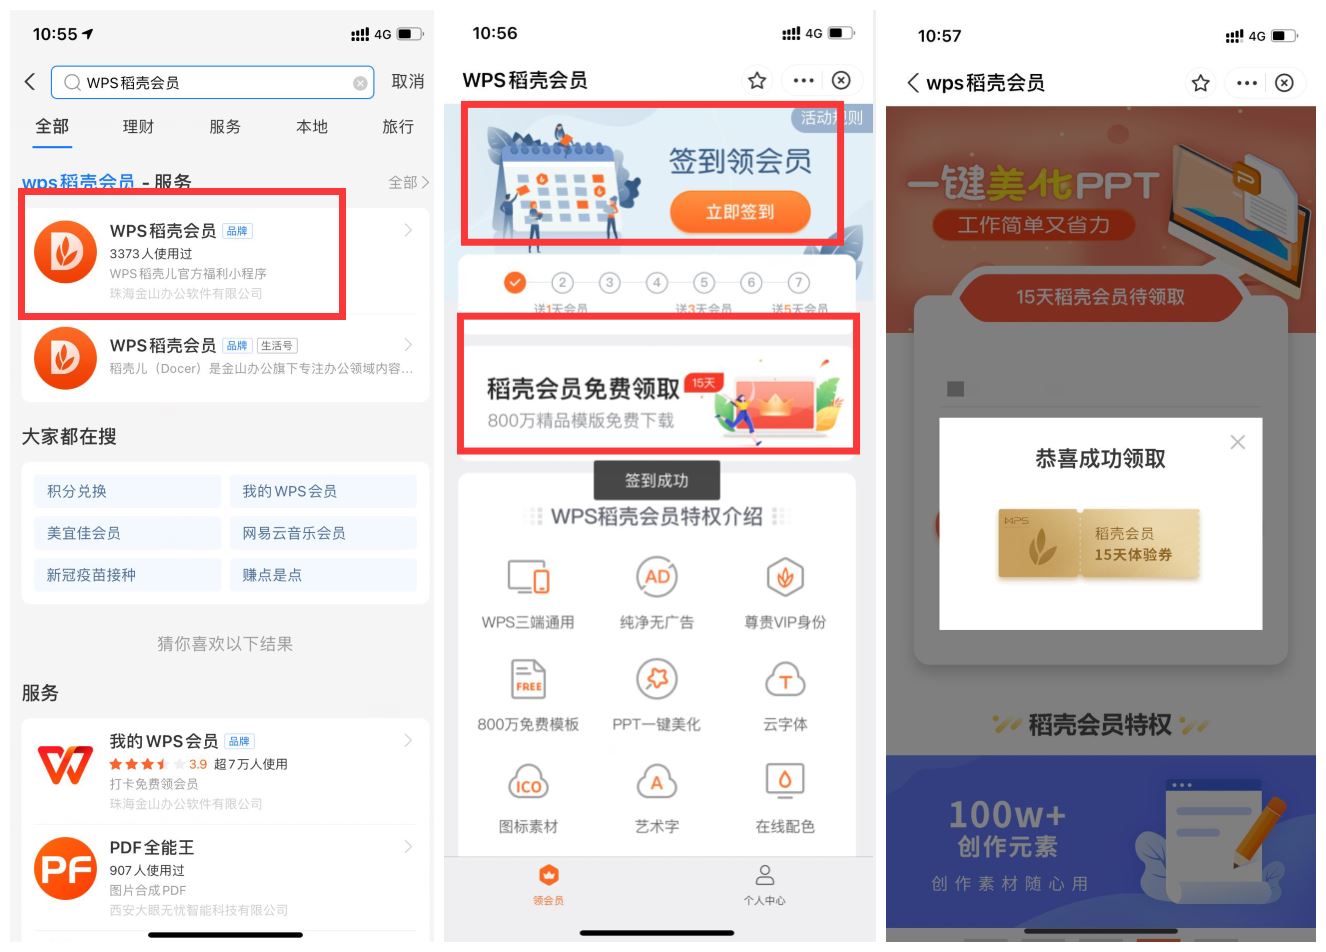 10:55
4G
WPS稻壳会员
取消
全部
理财
服务
本地
旅行
wps稻壳会员 - 服务
全部
WPS稻壳会员 品牌
3373人使用过
WPS稻壳儿官方福利小程序
珠海金山办公软件有限公司
WPS稻壳会员 品牌 生活号
稻壳儿（Docer）是金山办公旗下专注办公领域内容...
大家都在搜
积分兑换
我的WPS会员
美宜佳会员
网易云音乐会员
新冠疫苗接种
赚点是点
猜你喜欢以下结果
服务
我的WPS会员 品牌
3.9 超7万人使用
打卡免费领会员
珠海金山办公软件有限公司
PF
PDF全能王
907人使用过
图片合成PDF
西安大眼无忧智能科技有限公司
10:56
4G
WPS稻壳会员
活动规则
签到领会员
立即签到
2
3
4
5
6
7
送1天会员
送3天会员
送5天会员
稻壳会员免费领取 15天
800万精品模版免费下载
签到成功
WPS稻壳会员特权介绍
AD
WPS三端通用
纯净无广告
尊贵VIP身份
FREE
T
800万免费模板
PPT一键美化
云字体
ICO
A
图标素材
艺术字
在线配色
领会员
个人中心
10:57
4G
wps稻壳会员
一键美化PPT
工作简单又省力
15天稻壳会员待领取
恭喜成功领取
WPS
稻壳会员
15天体验券
稻壳会员特权
100w+
创作元素
创作素材随心用